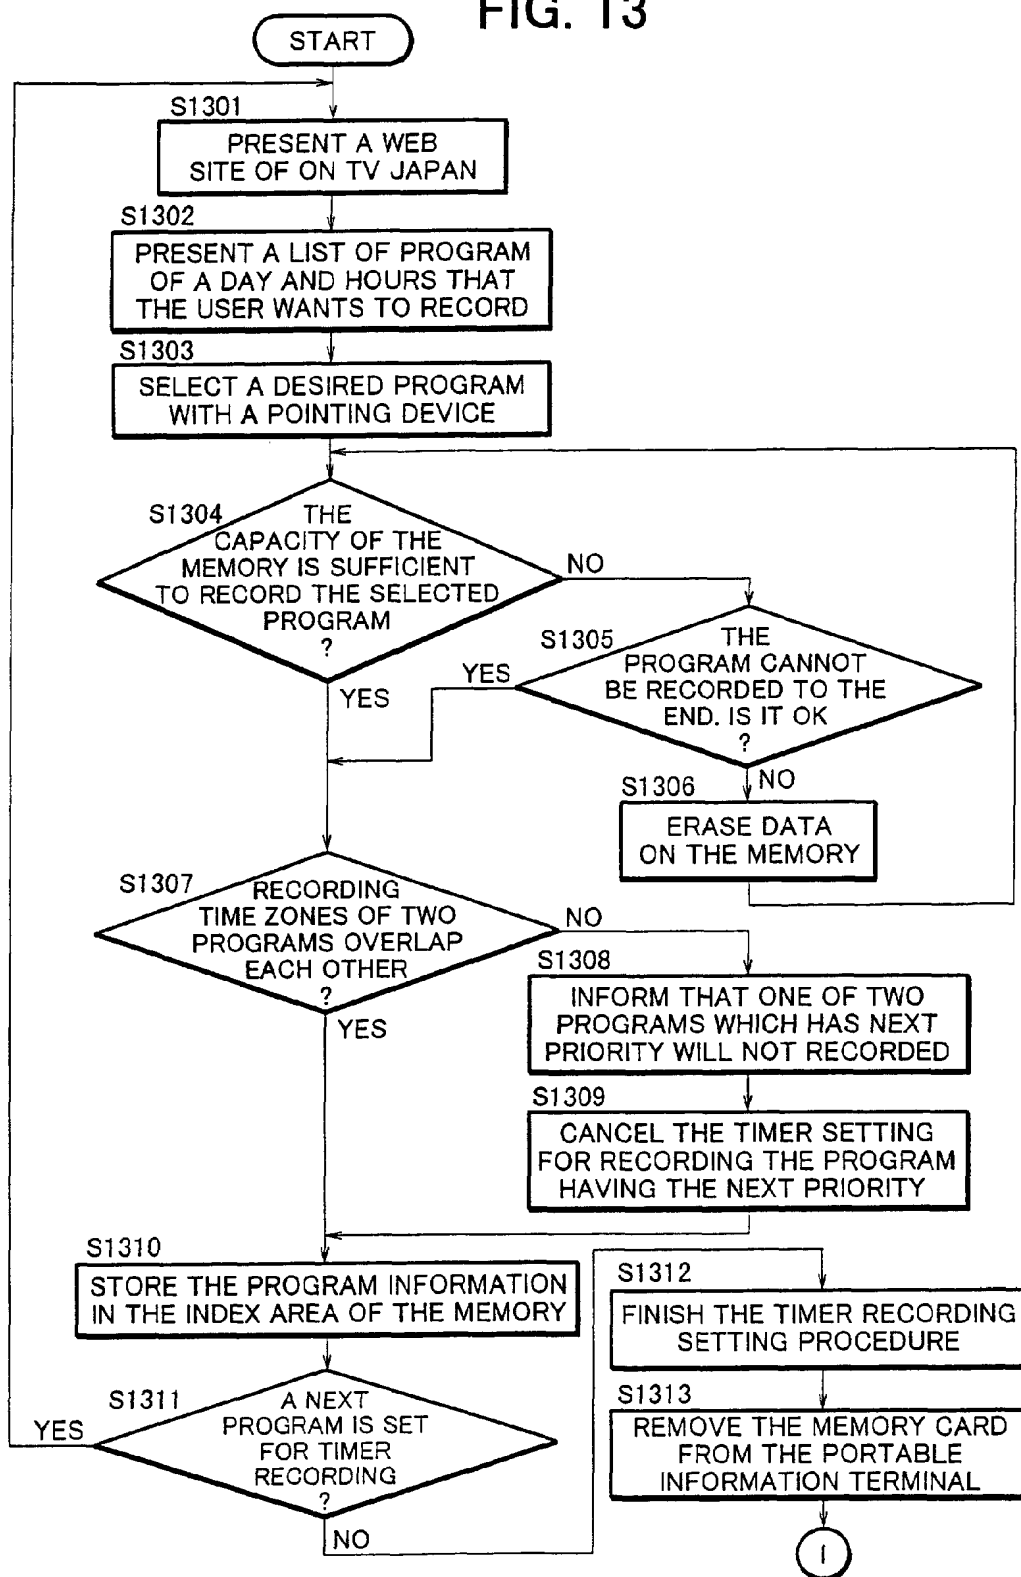 FIG. 13
START
S1301
PRESENT A WEB
SITE OF ON TV JAPAN
S1302
PRESENT A LIST OF PROGRAM
OF A DAY AND HOURS THAT
THE USER WANTS TO RECORD
S1303
SELECT A DESIRED PROGRAM
WITH A POINTING DEVICE
S1304
THE
CAPACITY OF THE
MEMORY IS SUFFICIENT
TO RECORD THE SELECTED
PROGRAM
?
NO
YES
S1305
THE
PROGRAM CANNOT
BE RECORDED TO THE
END. IS IT OK
?
YES
NO
S1306
ERASE DATA
ON THE MEMORY
S1307
RECORDING
TIME ZONES OF TWO
PROGRAMS OVERLAP
EACH OTHER
?
NO
YES
S1308
INFORM THAT ONE OF TWO
PROGRAMS WHICH HAS NEXT
PRIORITY WILL NOT RECORDED
S1309
CANCEL THE TIMER SETTING
FOR RECORDING THE PROGRAM
HAVING THE NEXT PRIORITY
S1310
STORE THE PROGRAM INFORMATION
IN THE INDEX AREA OF THE MEMORY
S1311
A NEXT
PROGRAM IS SET
FOR TIMER
RECORDING
?
YES
NO
S1312
FINISH THE TIMER RECORDING
SETTING PROCEDURE
S1313
REMOVE THE MEMORY CARD
FROM THE PORTABLE
INFORMATION TERMINAL
I